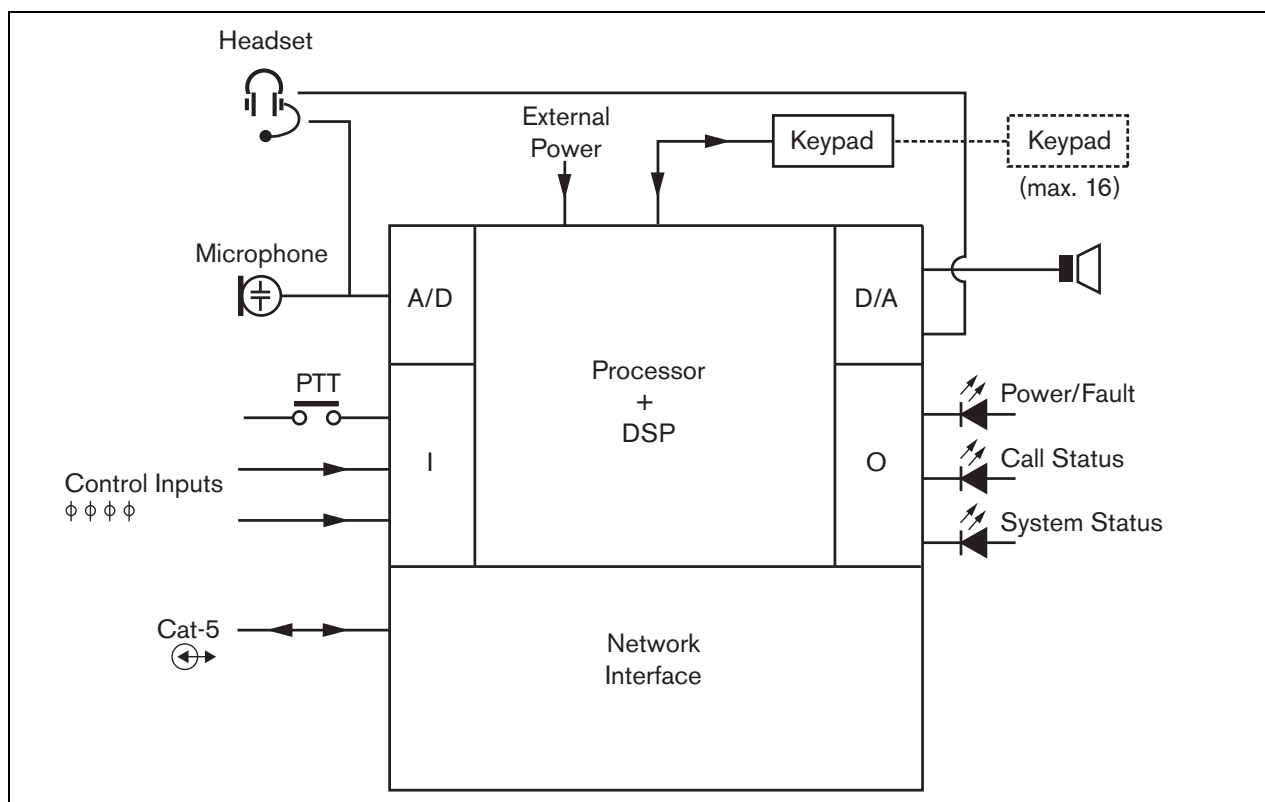 Headset
External
Power
Keypad
Keypad
(max. 16)
Microphone
A/D
D/A
Processor
+
DSP
PTT
Power/Fault
I
O
Call Status
Control Inputs
System Status
Cat-5
Network
Interface